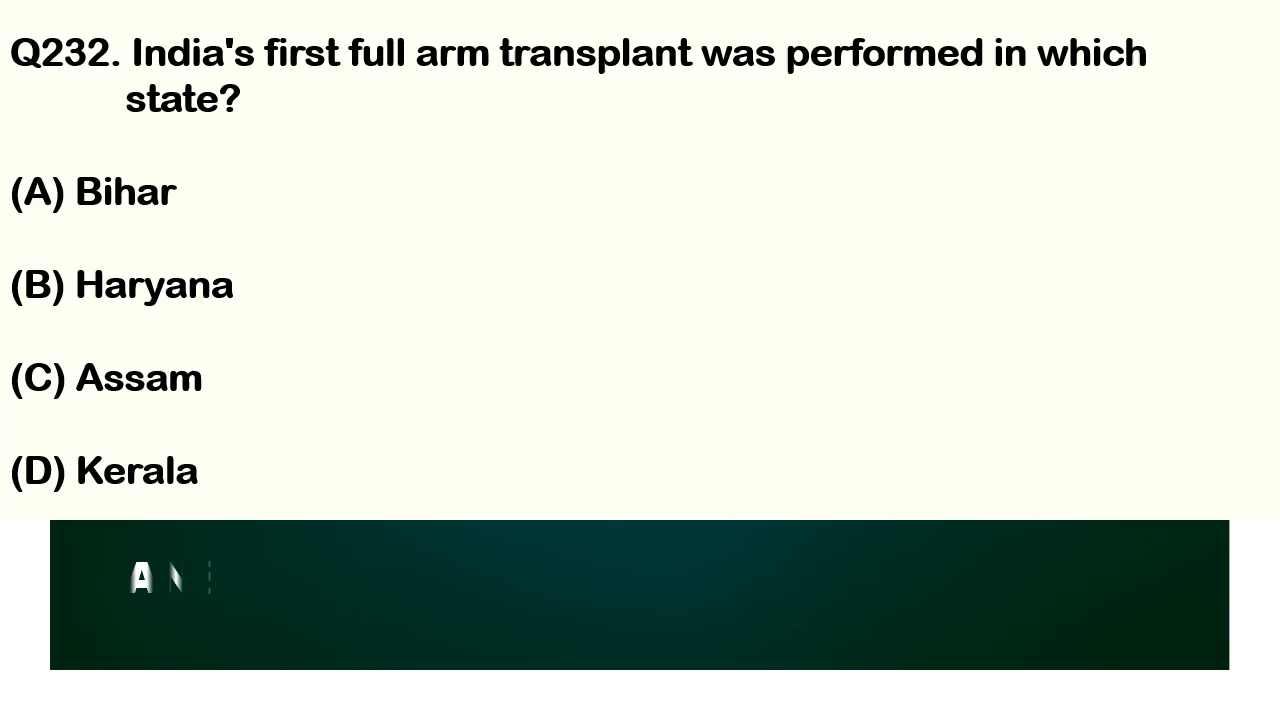 Q232. India's first full arm transplant was performed in which
state?
(A) Bihar
(B) Haryana
(C) Assam
(D) Kerala